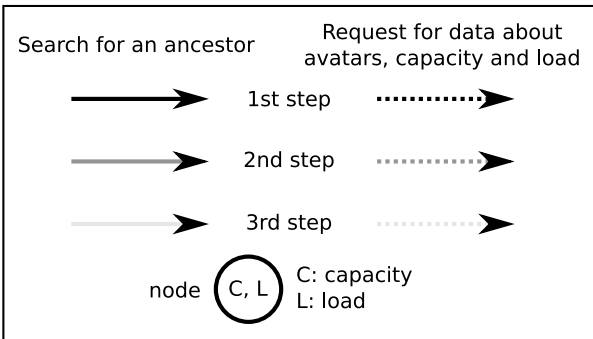 Search for an ancestor
Request for data about
avatars, capacity and load
1st step
2nd step
3rd step
node
C, L
C: capacity
L: load